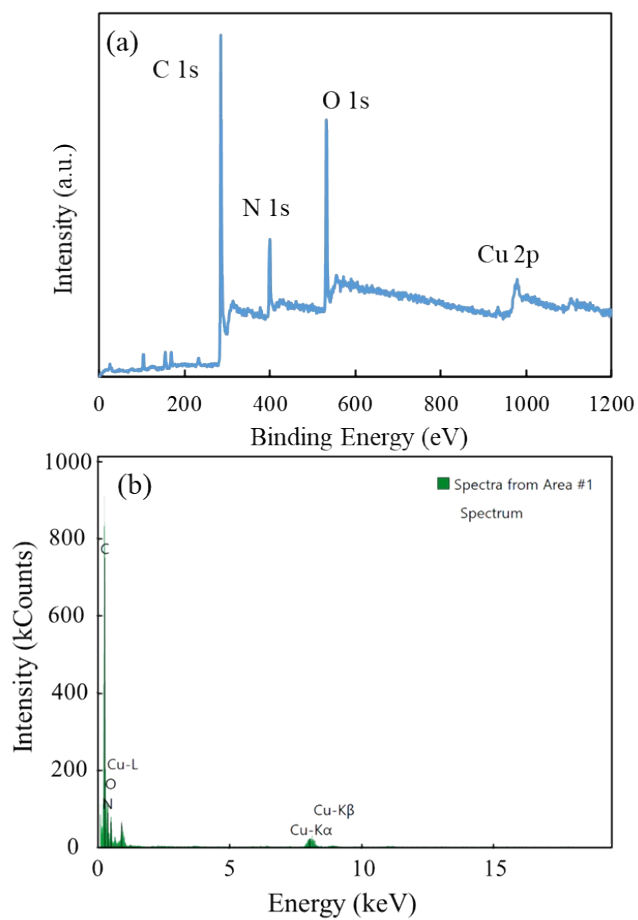 (a)
C 1s
O 1s
N 1s
Cu 2p
Intensity (a.u.)
0 200 400 600 800 1000 1200
Binding Energy (eV)
(b)
1000
800
600
400
200
0
Spectra from Area #1
Spectrum
C
Cu-L
O
N
Cu-Kβ
Cu-Kα
Intensity (kCounts)
0 5 10 15
Energy (keV)